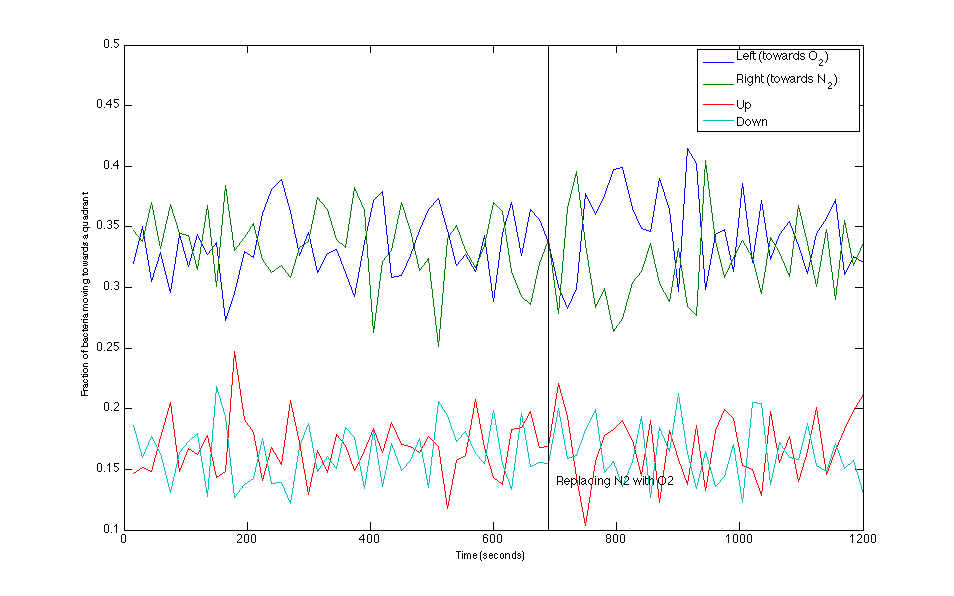 0.5
0.45
0.4
0.35
0.3
0.25
0.2
0.15
0.1
Fraction of bacteria moving towards a quadrant
Left (towards O2)
Right (towards N2)
Up
Down
Replacing N2 with O2
0 200 400 600 800 1000 1200
Time (seconds)